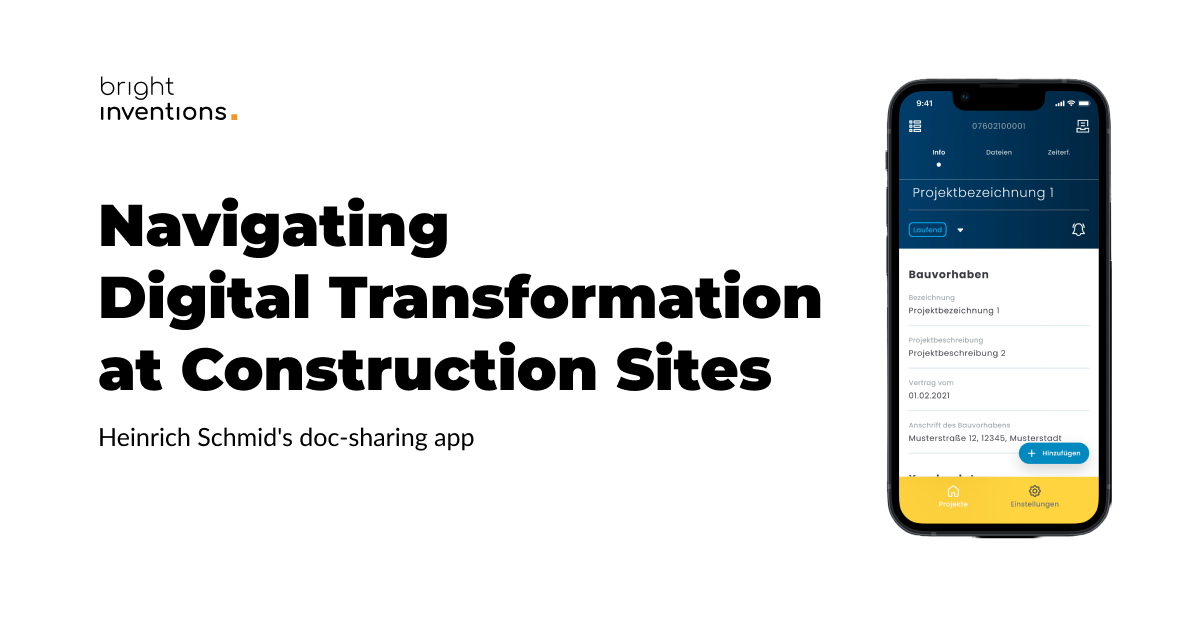 bright
inventions.
Navigating
Digital Transformation
at Construction Sites
Heinrich Schmid's doc-sharing app
9:41
07602100001
Info Dateien Zeiterf.
Projektbezeichnung 1
Laufend
Bauvorhaben
Bezeichnung
Projektbezeichnung 1
Projektbeschreibung
Projektbeschreibung 2
Vertrag vom
01.02.2021
Anschrift des Bauvorhabens
Musterstraße 12, 12345, Musterstadt
+ Hinzufügen
Projekte Einstellungen